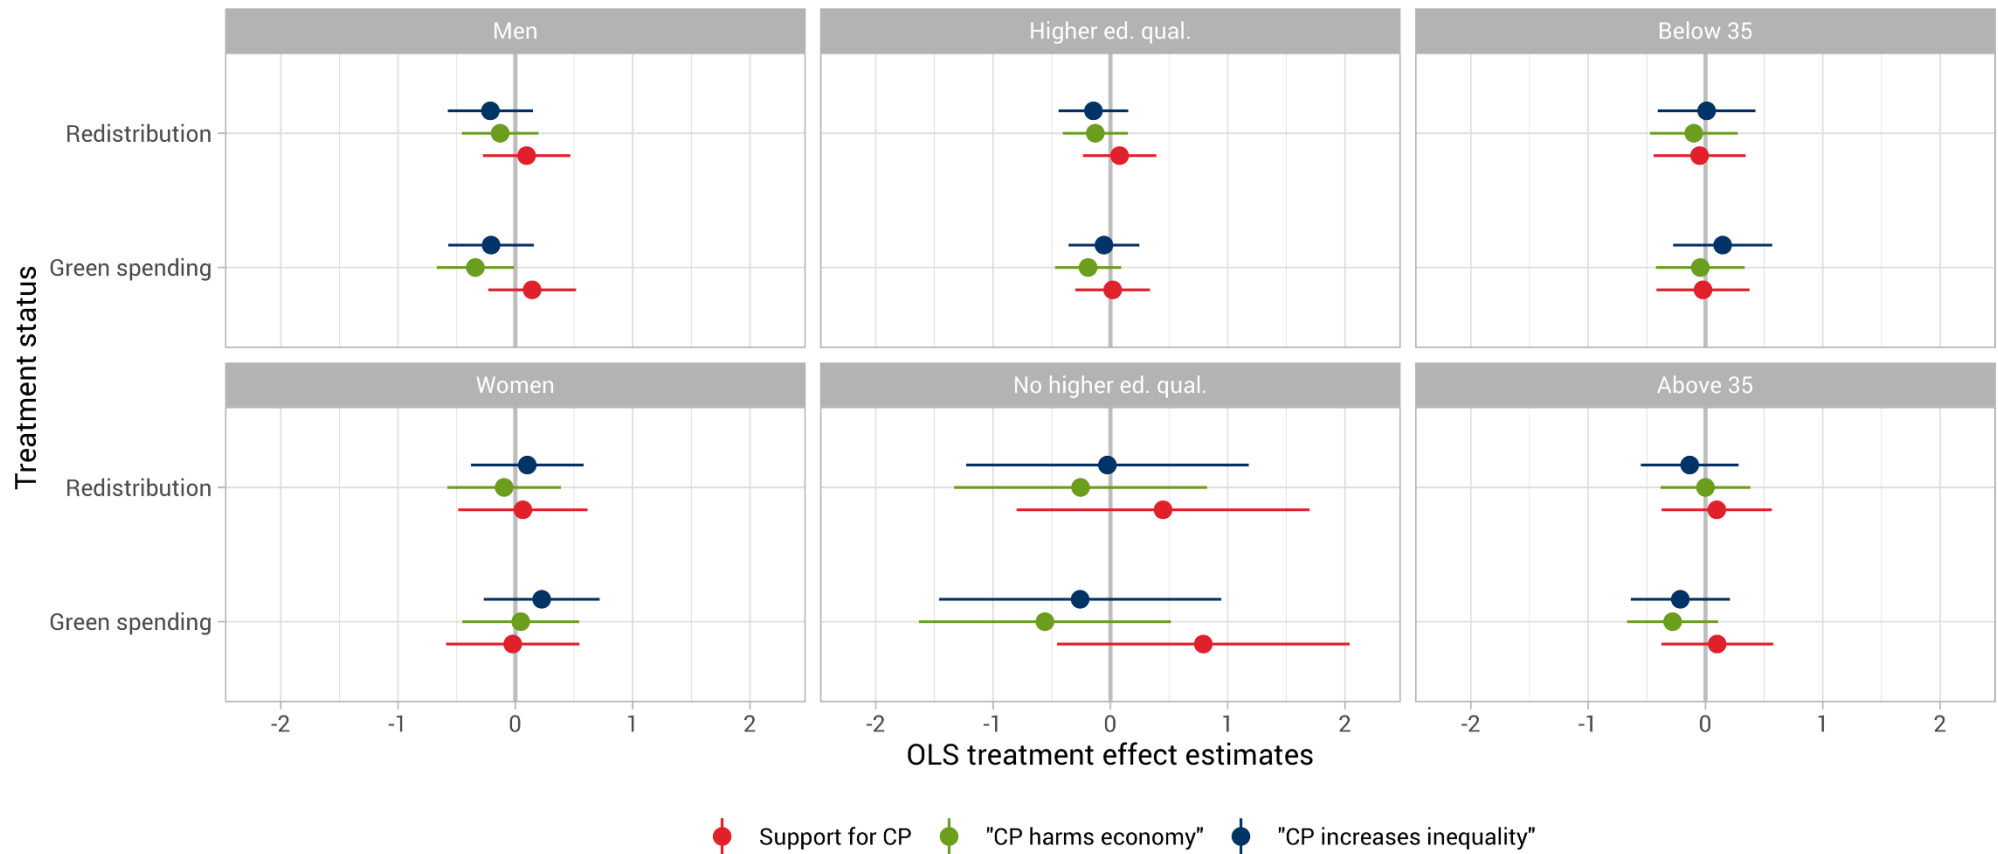 Men
Higher ed. qual.
Below 35
Redistribution
Green spending
Treatment status
Women
No higher ed. qual.
Above 35
Redistribution
Green spending
-2 -1 0 1 2
-2 -1 0 1 2
-2 -1 0 1 2
OLS treatment effect estimates
Support for CP
"CP harms economy"
"CP increases inequality"